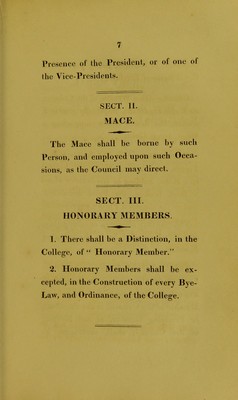 7
Presence of the President, or of one of
the Vice-Presidents.
SECT. II.
MACE.
The Mace shall be borne by such
Person, and employed upon such Occa-
sions, as the Council may direct.
SECT. III.
HONORARY MEMBERS.
1. There shall be a Distinction, in the
College, of “ Honorary Member.”
2. Honorary Members shall be ex-
cepted, in the Construction of every Bye-
Law, and Ordinance, of the College.